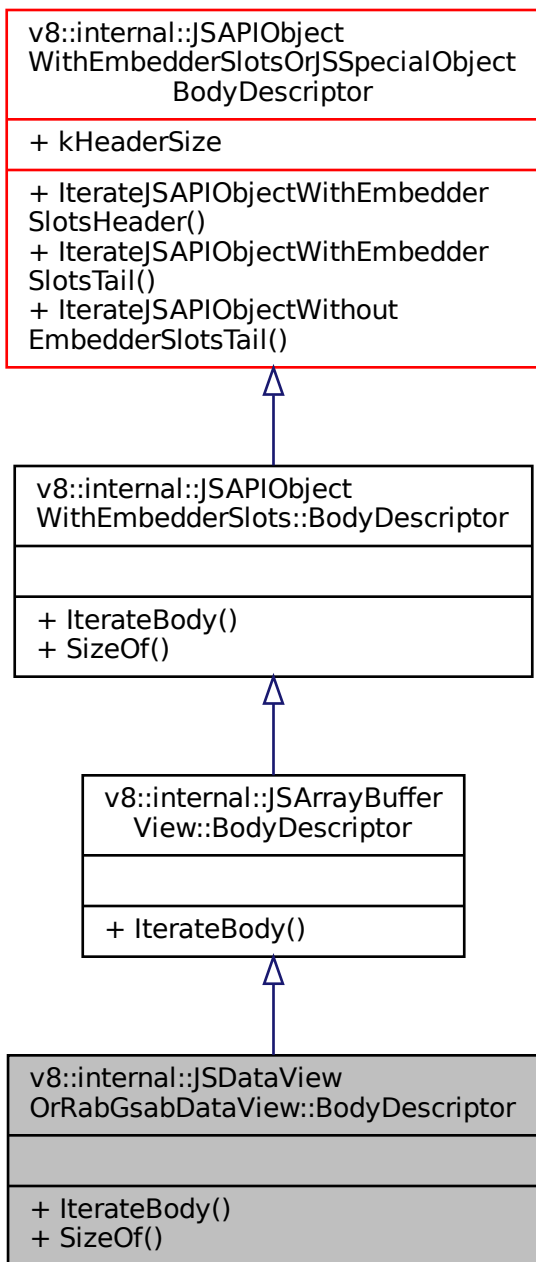 v8::internal::JSAPIObject
WithEmbedderSlotsOrJSSpecialObject
BodyDescriptor
+ kHeaderSize
+ IterateJSAPIObjectWithEmbedder
SlotsHeader()
+ IterateJSAPIObjectWithEmbedder
SlotsTail()
+ IterateJSAPIObjectWithout
EmbedderSlotsTail()
v8::internal::JSAPIObject
WithEmbedderSlots::BodyDescriptor
+ IterateBody()
+ SizeOf()
v8::internal::JSArrayBuffer
View::BodyDescriptor
+ IterateBody()
v8::internal::JSDataView
OrRabGsabDataView::BodyDescriptor
+ IterateBody()
+ SizeOf()